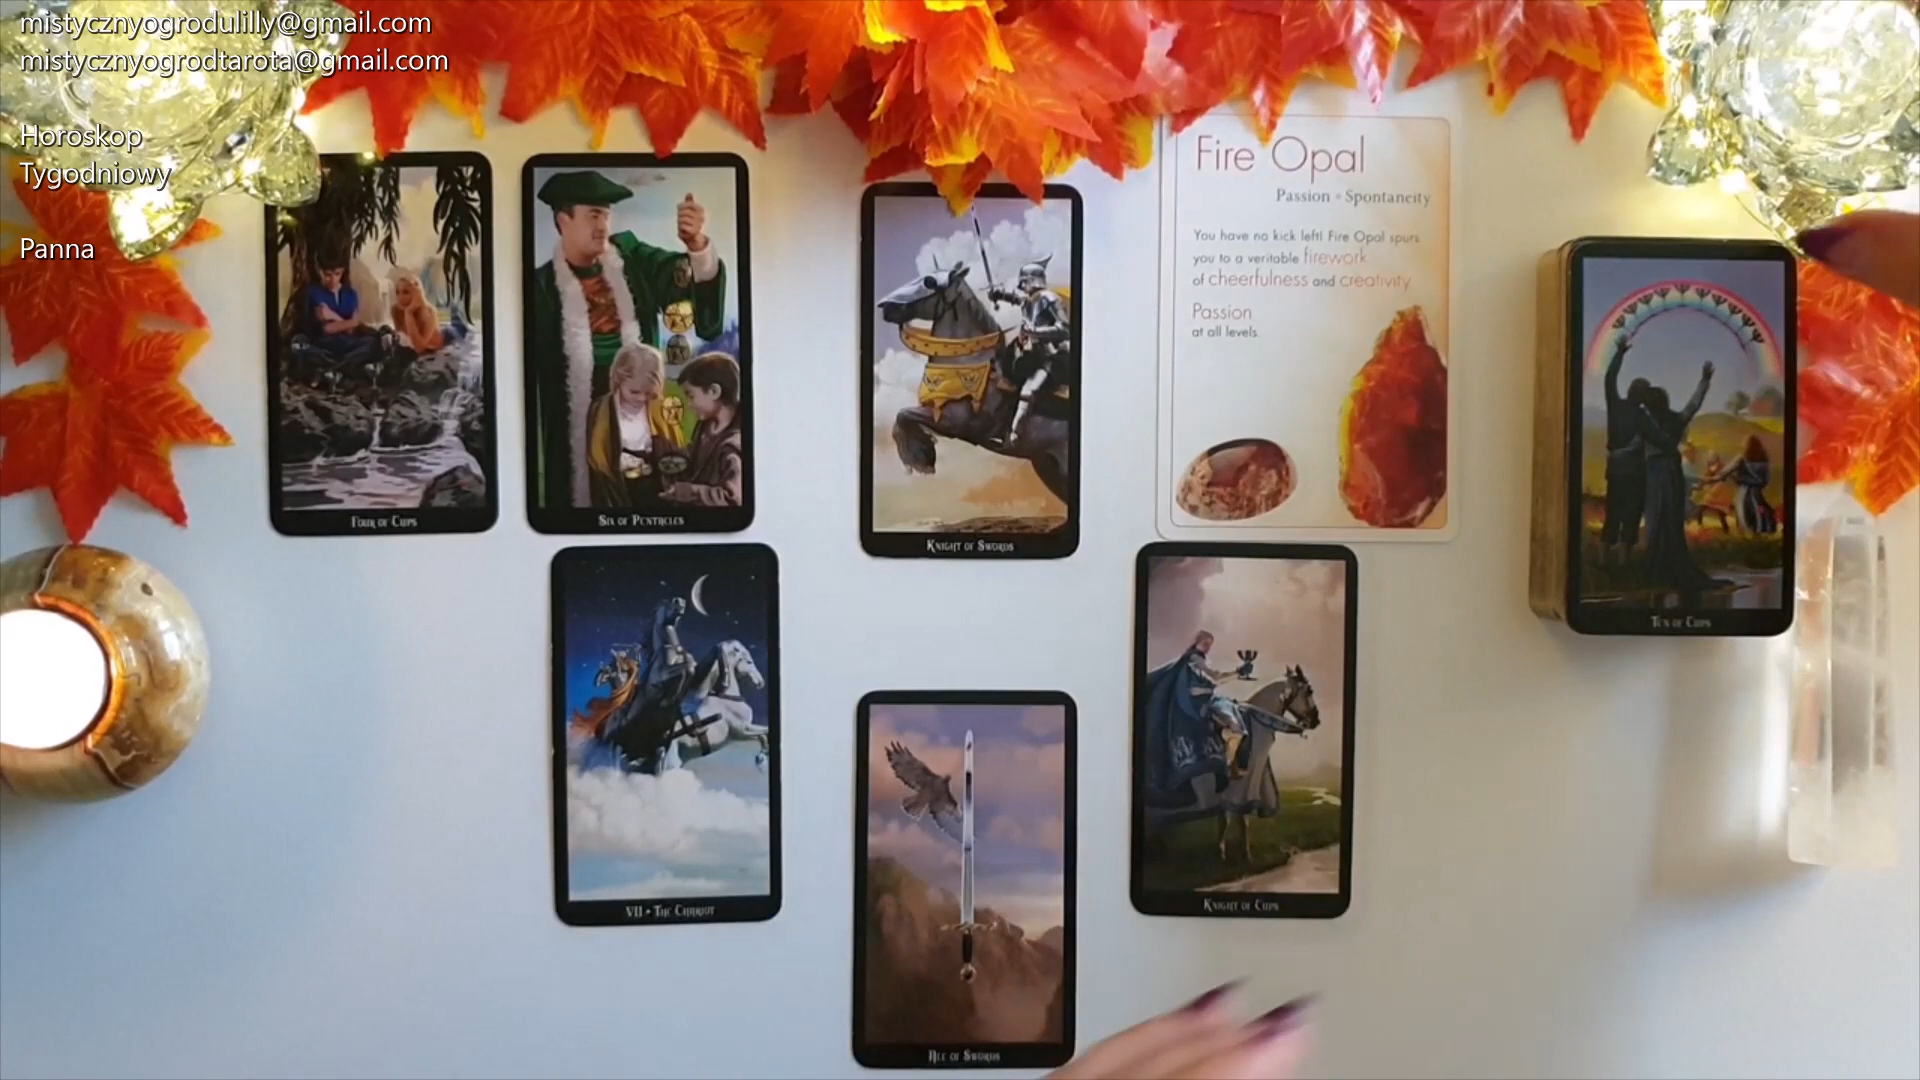 mistycznyogrodulilly@gmail.com
mistycznyogrodtarota@gmail.com
Horoskop
Tygodniowy
Panna
Fire Opal
Passion • Spontaneity
You have no kick left! Fire Opal spurs
you to a veritable firework
of cheerfulness and creativity.
Passion
at all levels.
Four of Cups
Six of Pentacles
Knight of Swords
Ten of Cups
VII • The Chariot
Knight of Cups
Ace of Swords